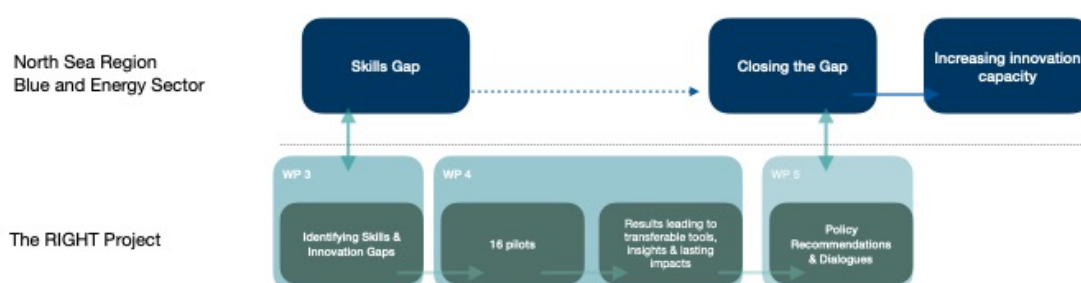 North Sea Region
Blue and Energy Sector
Skills Gap
Closing the Gap
Increasing innovation
capacity
WP 3
WP 4
WP 5
The RIGHT Project
Identifying Skills &
Innovation Gaps
16 pilots
Results leading to
transferable tools,
insights & lasting
impacts
Policy
Recommendations
& Dialogues